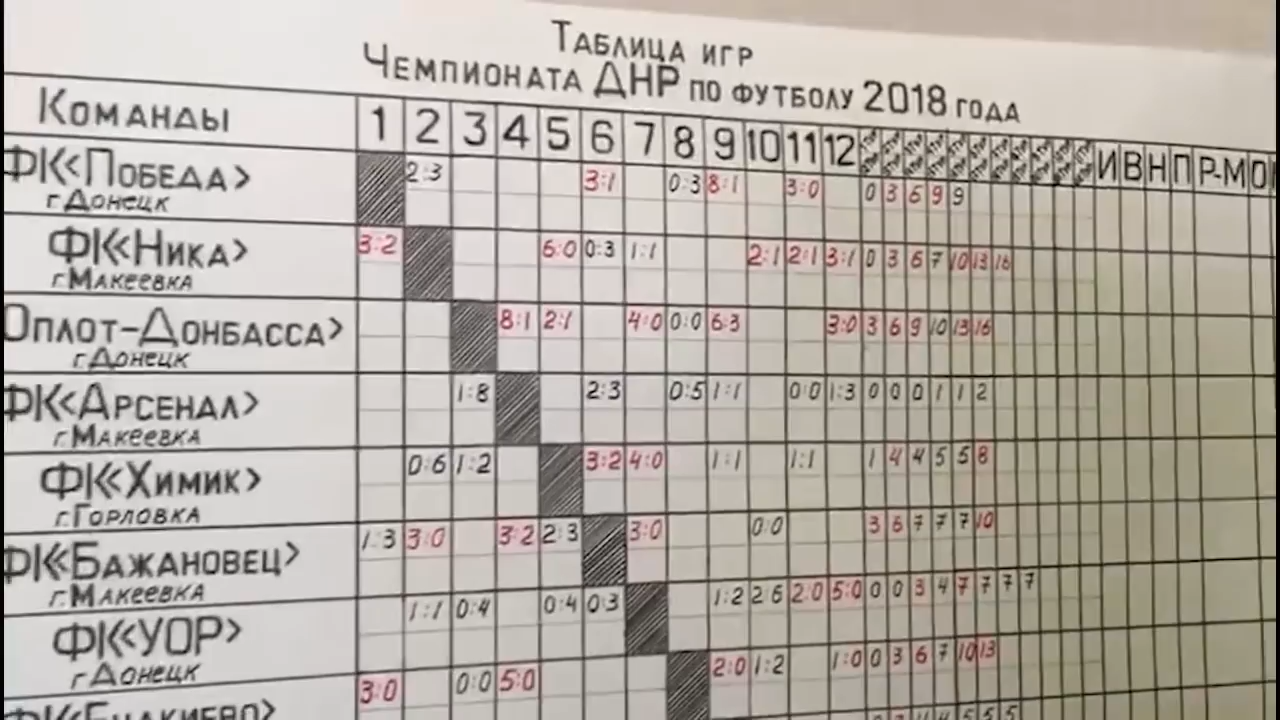 Таблица игр
Чемпионата ДНР по футболу 2018 года
Команды 1 2 3 4 5 6 7 8 9 10 11 12 И В Н П Р-М О
ФК«Победа» 2:3 3:1 0:3 8:1 3:0 0 3 6 9 9
г.Донецк
ФК«Ника» 3:2 6:0 0:3 1:1 2:1 2:1 3:1 0 3 6 7 10 13 16
г.Макеевка
Оплот-Донбасса» 8:1 2:1 4:0 0:0 6:3 3:0 3 6 9 10 13 16
г.Донецк
ФК«Арсенал» 1:8 2:3 0:5 1:1 0:0 1:3 0 0 0 1 1 2
г.Макеевка
ФК«Химик» 0:6 1:2 3:2 4:0 1:1 1:1 1 4 4 5 5 8
г.Горловка
ФК«Бажановец» 1:3 3:0 3:2 2:3 3:0 0:0 3 6 7 7 7 10
г.Макеевка
ФК«УОР» 1:1 0:4 0:4 0:3 1:2 2:6 2:0 5:0 0 0 3 4 7 7 7 7
г.Донецк
3:0 0:0 5:0 2:0 1:2 1:0 0 3 6 7 10 13